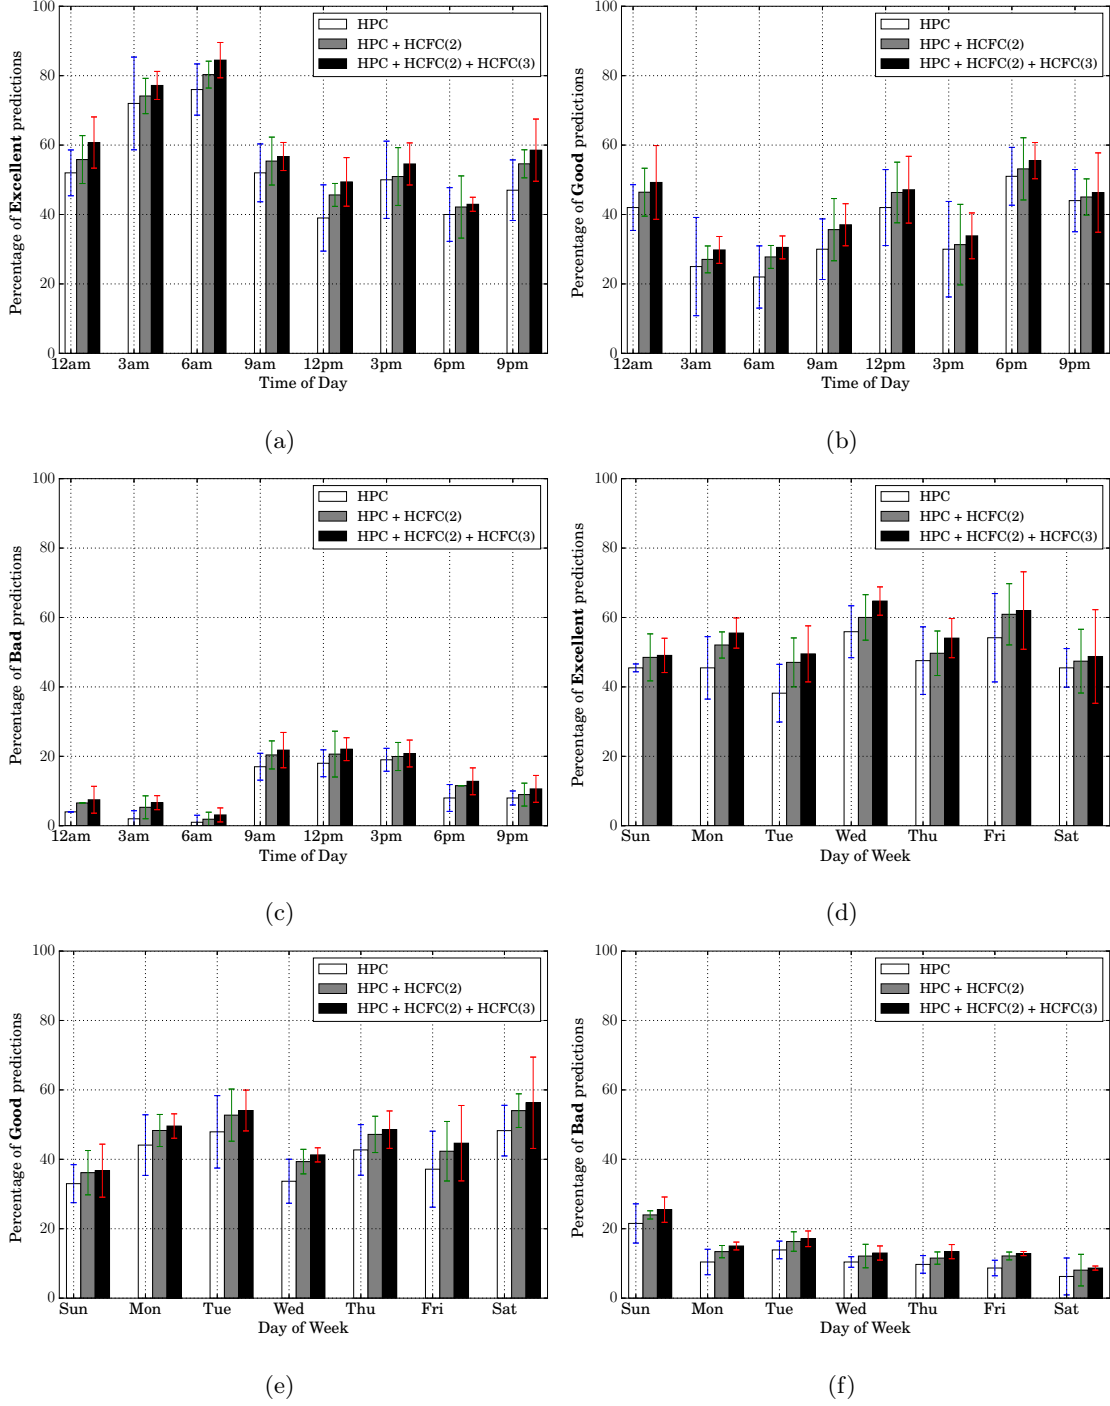 100
80
60
40
20
0
Percentage of Excellent predictions
HPC
HPC + HCFC(2)
HPC + HCFC(2) + HCFC(3)
12am 3am 6am 9am 12pm 3pm 6pm 9pm
Time of Day
(a)
100
80
60
40
20
0
Percentage of Good predictions
HPC
HPC + HCFC(2)
HPC + HCFC(2) + HCFC(3)
12am 3am 6am 9am 12pm 3pm 6pm 9pm
Time of Day
(b)
100
80
60
40
20
0
Percentage of Bad predictions
HPC
HPC + HCFC(2)
HPC + HCFC(2) + HCFC(3)
12am 3am 6am 9am 12pm 3pm 6pm 9pm
Time of Day
(c)
100
80
60
40
20
0
Percentage of Excellent predictions
HPC
HPC + HCFC(2)
HPC + HCFC(2) + HCFC(3)
Sun Mon Tue Wed Thu Fri Sat
Day of Week
(d)
100
80
60
40
20
0
Percentage of Good predictions
HPC
HPC + HCFC(2)
HPC + HCFC(2) + HCFC(3)
Sun Mon Tue Wed Thu Fri Sat
Day of Week
(e)
100
80
60
40
20
0
Percentage of Bad predictions
HPC
HPC + HCFC(2)
HPC + HCFC(2) + HCFC(3)
Sun Mon Tue Wed Thu Fri Sat
Day of Week
(f)